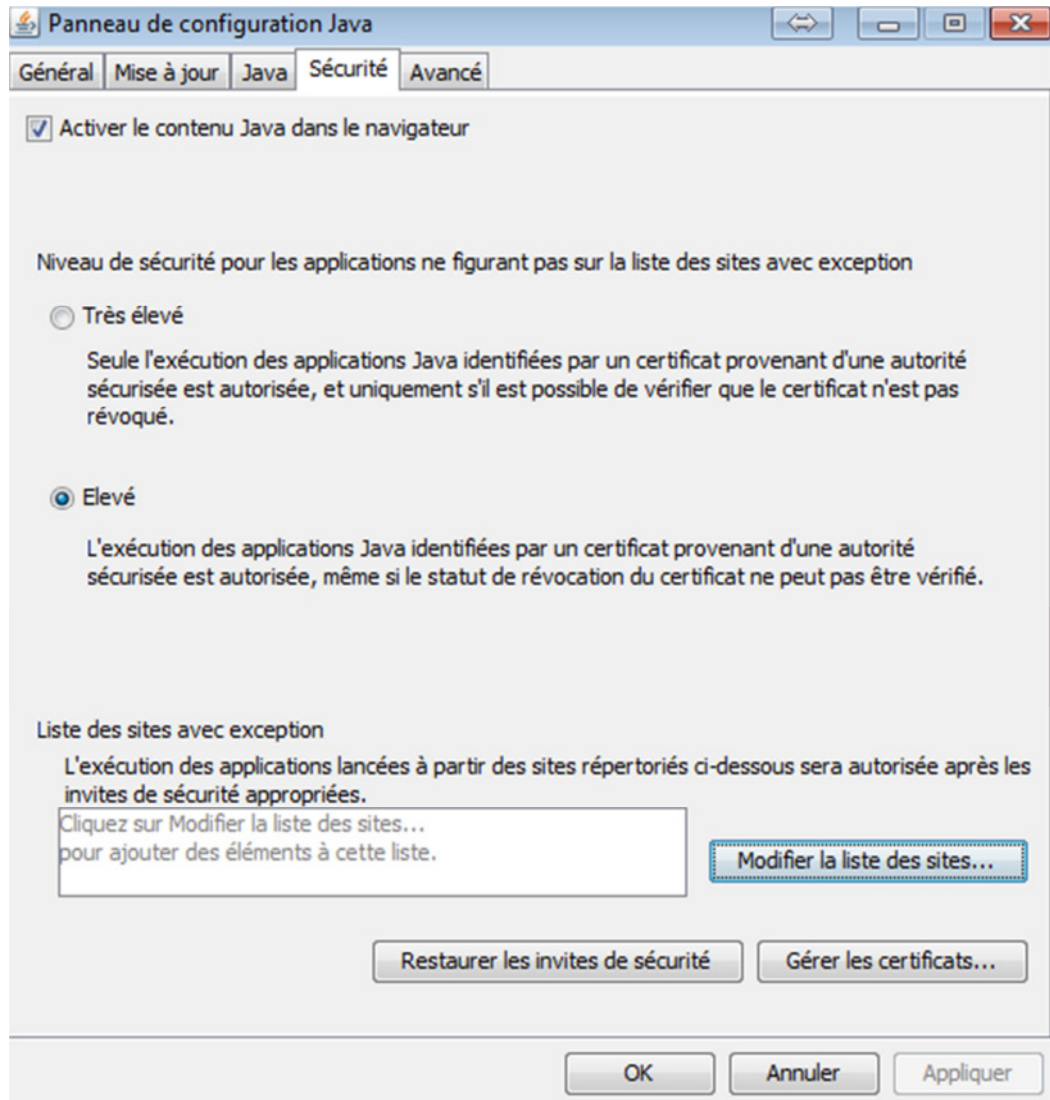 Panneau de configuration Java
Général Mise à jour Java Sécurité Avancé
Activer le contenu Java dans le navigateur
Niveau de sécurité pour les applications ne figurant pas sur la liste des sites avec exception
Très élevé
Seule l'exécution des applications Java identifiées par un certificat provenant d'une autorité
sécurisée est autorisée, et uniquement s'il est possible de vérifier que le certificat n'est pas
révoqué.
Elevé
L'exécution des applications Java identifiées par un certificat provenant d'une autorité
sécurisée est autorisée, même si le statut de révocation du certificat ne peut pas être vérifié.
Liste des sites avec exception
L'exécution des applications lancées à partir des sites répertoriés ci-dessous sera autorisée après les
invites de sécurité appropriées.
Cliquez sur Modifier la liste des sites...
pour ajouter des éléments à cette liste.
Modifier la liste des sites...
Restaurer les invites de sécurité Gérer les certificats...
OK Annuler Appliquer